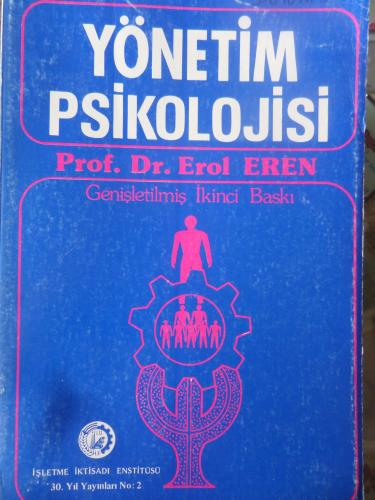 YÖNETİM
PSİKOLOJİSİ
Prof. Dr. Erol EREN
Genişletilmiş İkinci Baskı
İŞLETME İKTİSADI ENSTİTÜSÜ
30. Yıl Yayınları No: 2